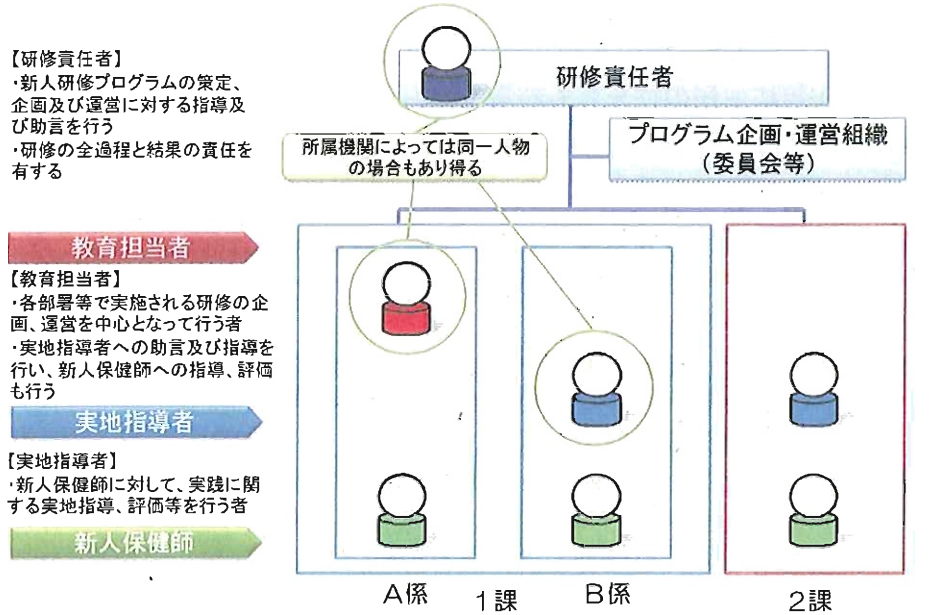 【研修責任者】
・新人研修プログラムの策定、
企画及び運営に対する指導及
び助言を行う
・研修の全過程と結果の責任を
有する
研修責任者
プログラム企画・運営組織
（委員会等）
所属機関によっては同一人物
の場合もあり得る
教育担当者
【教育担当者】
・各部署等で実施される研修の企
画、運営を中心となって行う者
・実地指導者への助言及び指導を
行い、新人保健師への指導、評価
も行う
実地指導者
【実地指導者】
・新人保健師に対して、実践に関
する実地指導、評価等を行う者
新人保健師
A係
1課
B係
2課